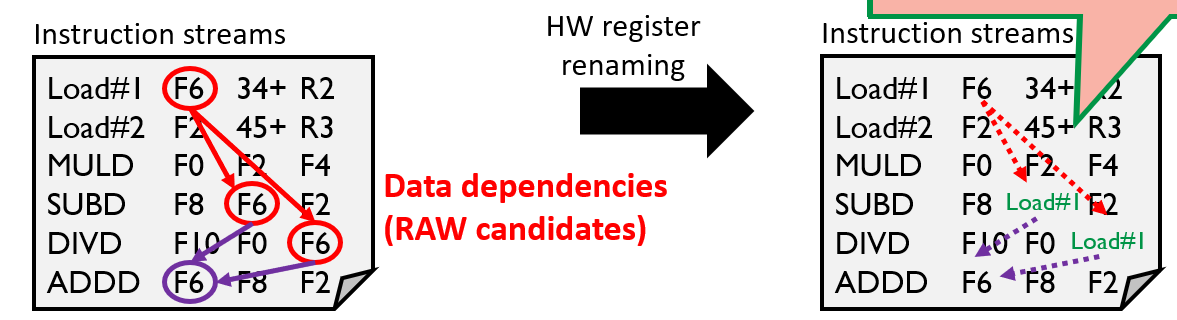 Instruction streams
Load#1 F6 34+ R2
Load#2 F2 45+ R3
MULD F0 F2 F4
SUBD F8 F6 F2
DIVD F10 F0 F6
ADDD F6 F8 F2
Data dependencies
(RAW candidates)
HW register
renaming
Instruction streams
Load#1 F6 34+ R2
Load#2 F2 45+ R3
MULD F0 F2 F4
SUBD F8 Load#1 F2
DIVD F10 F0 Load#1
ADDD F6 F8 F2